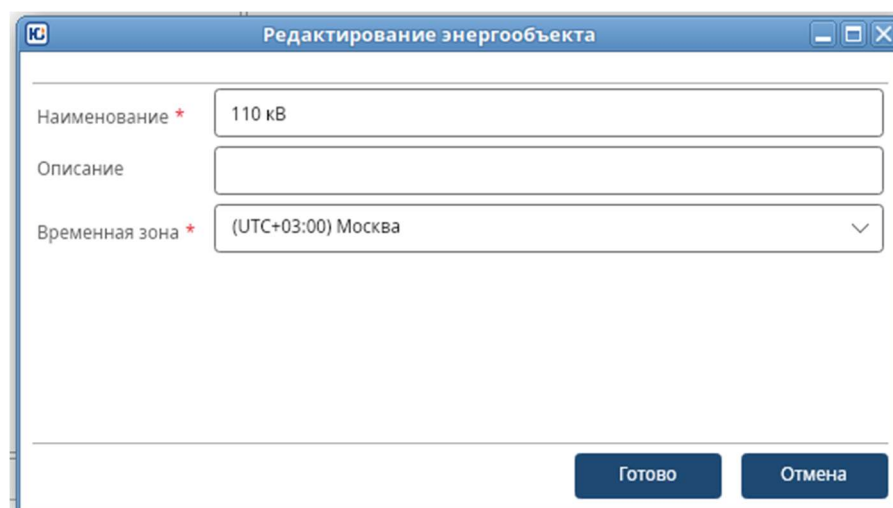 Редактирование энергообъекта
Наименование * 110 кВ
Описание
Временная зона * (UTC+03:00) Москва
Готово Отмена